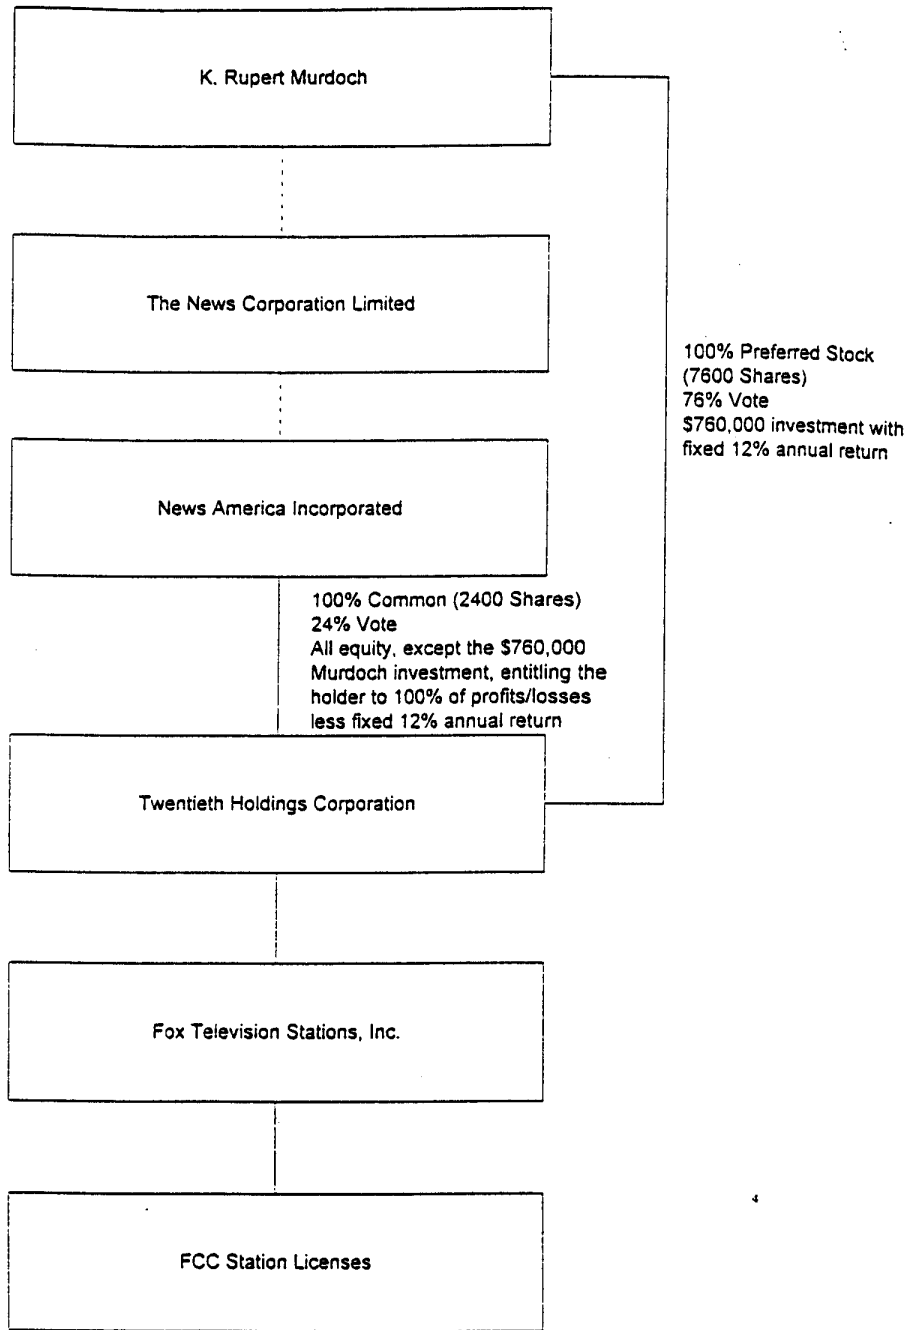 K. Rupert Murdoch
The News Corporation Limited
100% Preferred Stock
(7600 Shares)
76% Vote
$760,000 investment with
fixed 12% annual return
News America Incorporated
100% Common (2400 Shares)
24% Vote
All equity, except the $760,000
Murdoch investment, entitling the
holder to 100% of profits/losses
less fixed 12% annual return
Twentieth Holdings Corporation
Fox Television Stations, Inc.
FCC Station Licenses